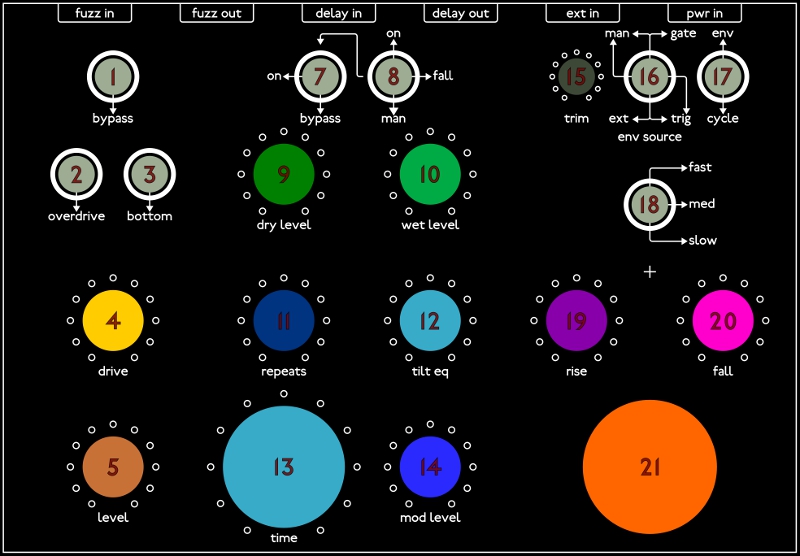 fuzz in
fuzz out
delay in
delay out
ext in
pwr in
on
man
gate
env
1
on
7
8
fall
15
16
17
bypass
bypass
man
trim
ext
trig
cycle
env source
2
3
9
10
fast
overdrive
bottom
18
med
dry level
wet level
slow
4
11
12
19
20
drive
repeats
tilt eq
rise
fall
5
13
14
21
level
mod level
time